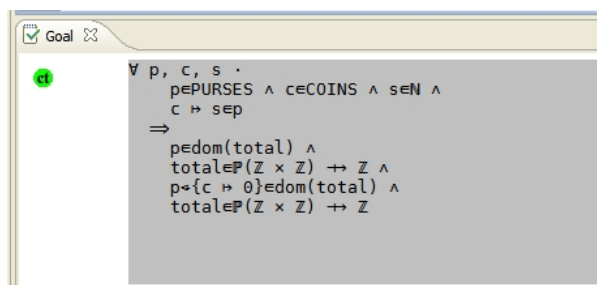 Goal
ct
∀ p, c, s ·
p∈PURSES ∧ c∈COINS ∧ s∈ℕ ∧
c ↦ s∈p
⇒
p∈dom(total) ∧
total∈ℙ(ℤ × ℤ) ⇸ ℤ ∧
p{c ↦ 0}∈dom(total) ∧
total∈ℙ(ℤ × ℤ) ⇸ ℤ